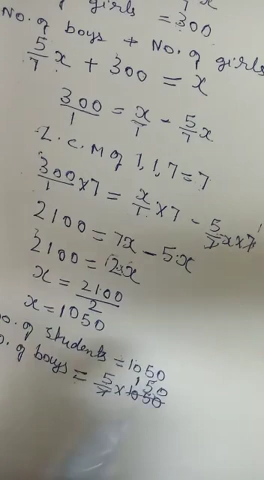 of girls = 300
No. of boys + No. of girls
5/7 x + 300 = x
300/1 = x/1 - 5/7 x
L.C.M of 1,1,7 = 7
300/1 × 7 = x/1 × 7 - 5/7 x × 7
2100 = 7x - 5x
2100 = 2x
x = 2100/2
x = 1050
No. of students = 1050
No. of boys = 5/7 × 1050 150